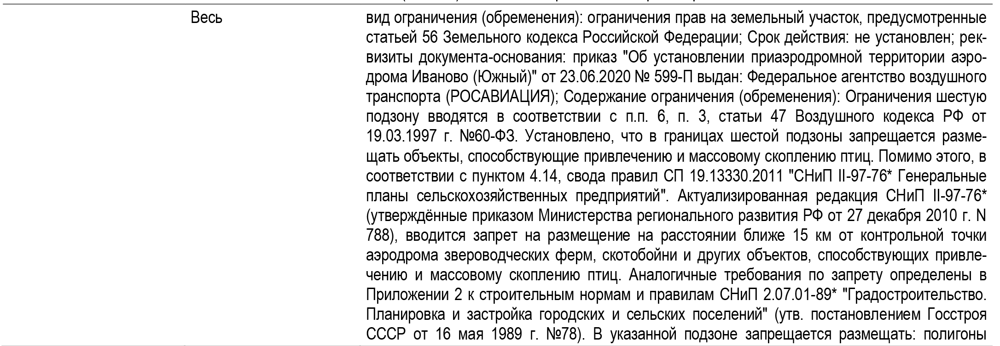 Весь
вид ограничения (обременения): ограничения прав на земельный участок, предусмотренные
статьей 56 Земельного кодекса Российской Федерации; Срок действия: не установлен; рек-
визиты документа-основания: приказ "Об установлении приаэродромной территории аэро-
дрома Иваново (Южный)" от 23.06.2020 № 599-П выдан: Федеральное агентство воздушного
транспорта (РОСАВИАЦИЯ); Содержание ограничения (обременения): Ограничения шестую
подзону вводятся в соответствии с п.п. 6, п. 3, статьи 47 Воздушного кодекса РФ от
19.03.1997 г. №60-ФЗ. Установлено, что в границах шестой подзоны запрещается разме-
щать объекты, способствующие привлечению и массовому скоплению птиц. Помимо этого, в
соответствии с пунктом 4.14, свода правил СП 19.13330.2011 "СНиП II-97-76* Генеральные
планы сельскохозяйственных предприятий". Актуализированная редакция СНиП II-97-76*
(утверждённые приказом Министерства регионального развития РФ от 27 декабря 2010 г. N
788), вводится запрет на размещение на расстоянии ближе 15 км от контрольной точки
аэродрома звероводческих ферм, скотобойни и других объектов, способствующих привле-
чению и массовому скоплению птиц. Аналогичные требования по запрету определены в
Приложении 2 к строительным нормам и правилам СНиП 2.07.01-89* "Градостроительство.
Планировка и застройка городских и сельских поселений" (утв. постановлением Госстроя
СССР от 16 мая 1989 г. №78). В указанной подзоне запрещается размещать: полигоны